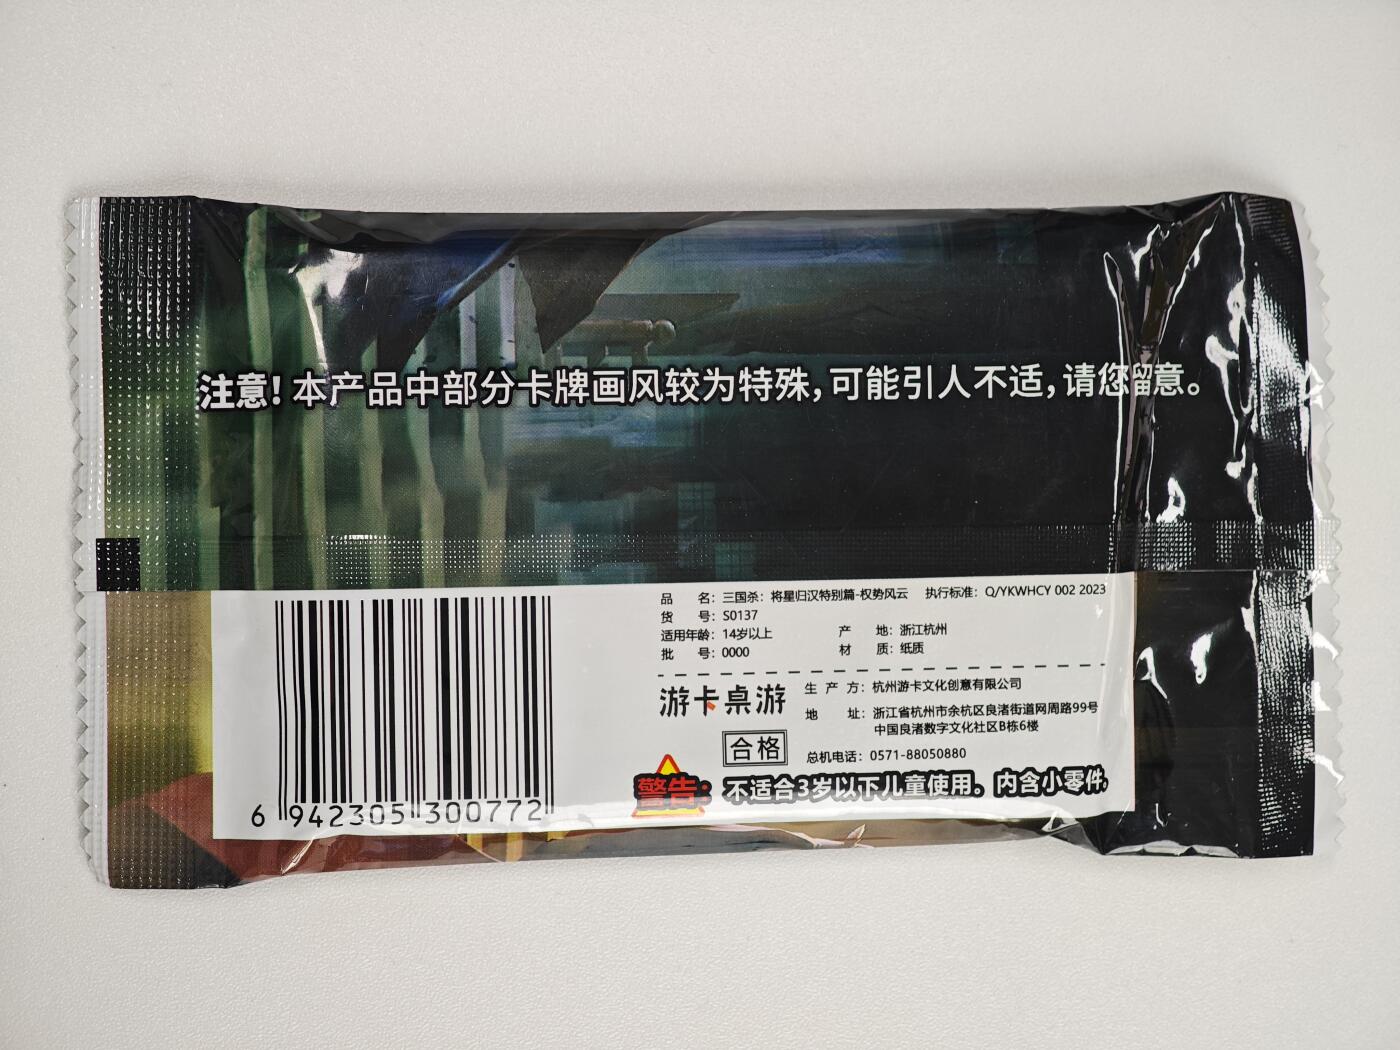 注意！本产品中部分卡牌画风较为特殊，可能引人不适，请您留意。
品 名：三国杀：将星归汉特别篇-权势风云 执行标准：Q/YKWHCY 002 2023
货 号：S0137
适用年龄：14岁以上 产 地：浙江杭州
批 号：0000 材 质：纸质
游卡桌游
生 产 方：杭州游卡文化创意有限公司
地 址：浙江省杭州市余杭区良渚街道网周路99号
中国良渚数字文化社区B栋6楼
合格
总机电话：0571-88050880
警告：不适合3岁以下儿童使用。内含小零件
6 942305 300772